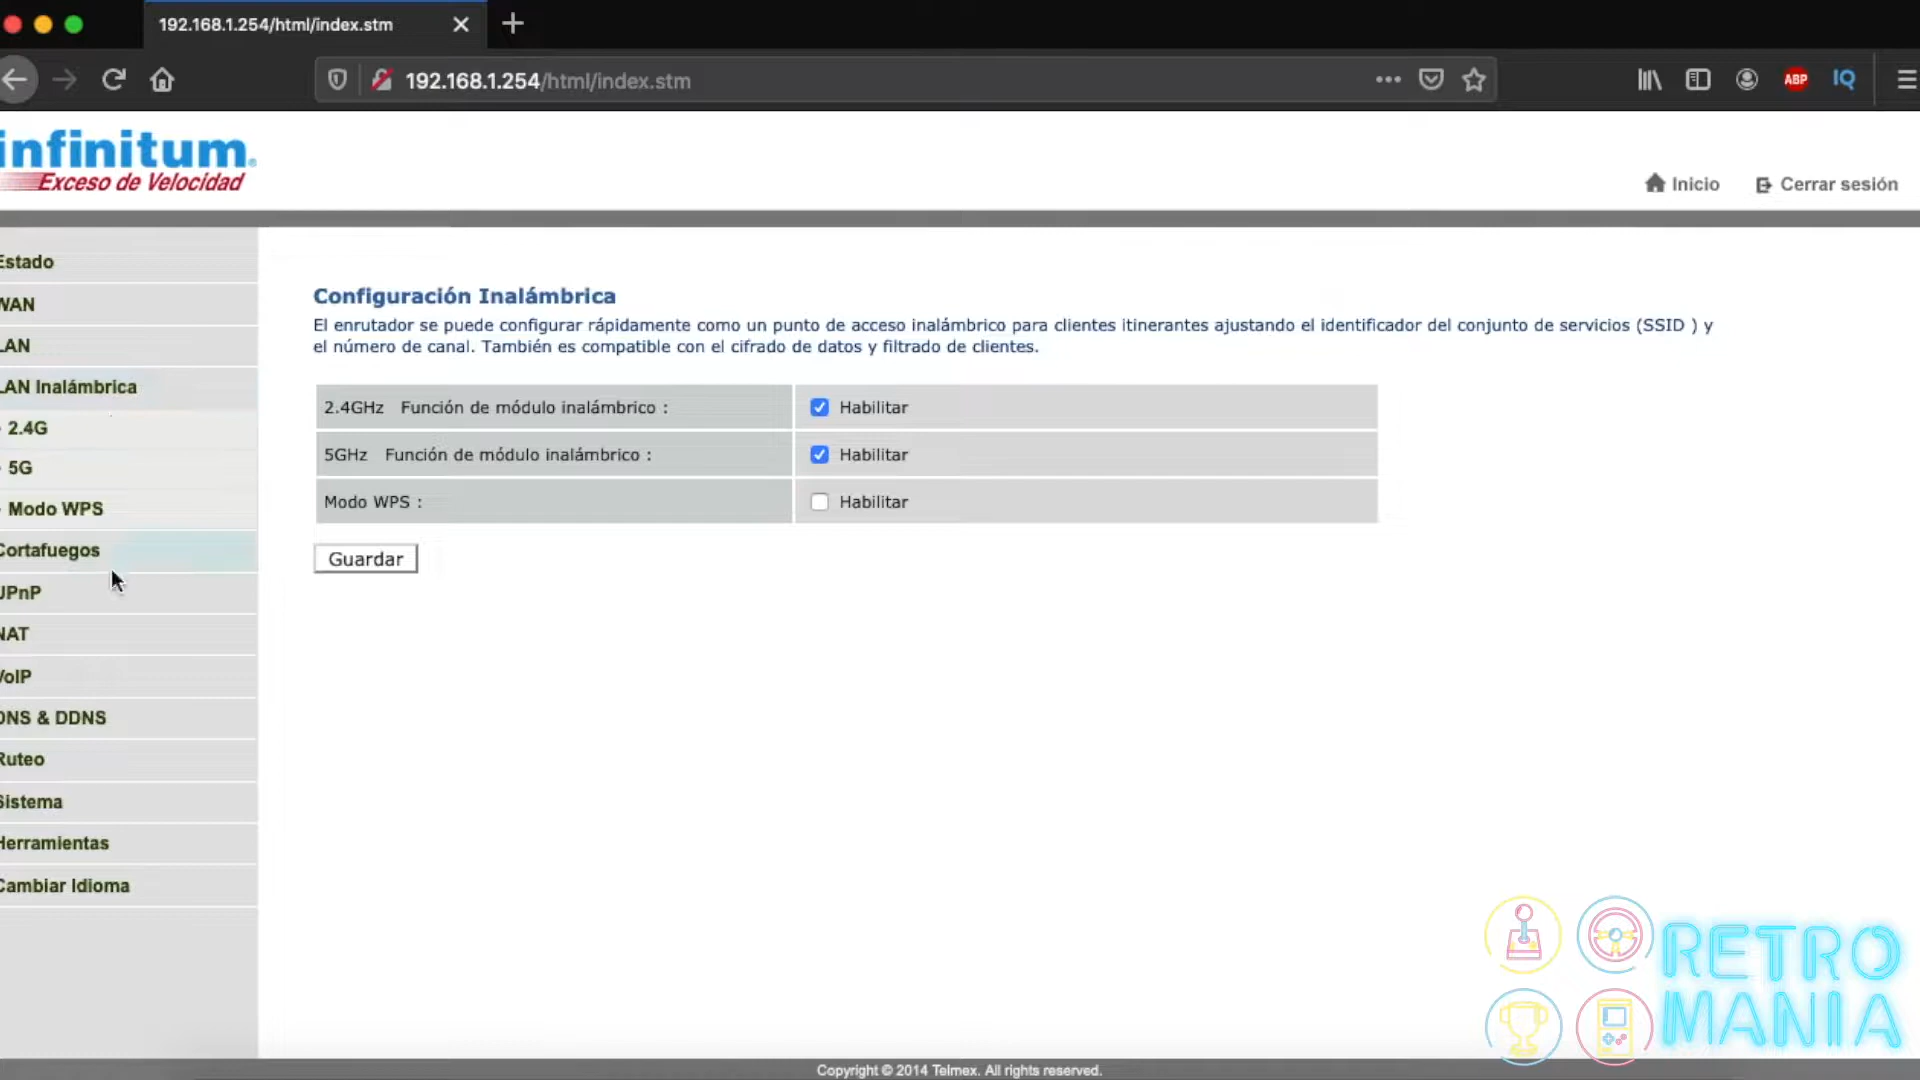 192.168.1.254/html/index.stm
192.168.1.254/html/index.stm
ABP
IQ
infinitum
Exceso de Velocidad
Inicio
Cerrar sesión
Estado
WAN
LAN
LAN Inalámbrica
2.4G
5G
Modo WPS
Cortafuegos
UPnP
NAT
VoIP
DNS & DDNS
Ruteo
Sistema
Herramientas
Cambiar Idioma
Configuración Inalámbrica
El enrutador se puede configurar rápidamente como un punto de acceso inalámbrico para clientes itinerantes ajustando el identificador del conjunto de servicios (SSID ) y
el número de canal. También es compatible con el cifrado de datos y filtrado de clientes.
2.4GHz Función de módulo inalámbrico : Habilitar
5GHz Función de módulo inalámbrico : Habilitar
Modo WPS : Habilitar
Guardar
RETRO
MANIA
Copyright © 2014 Telmex. All rights reserved.